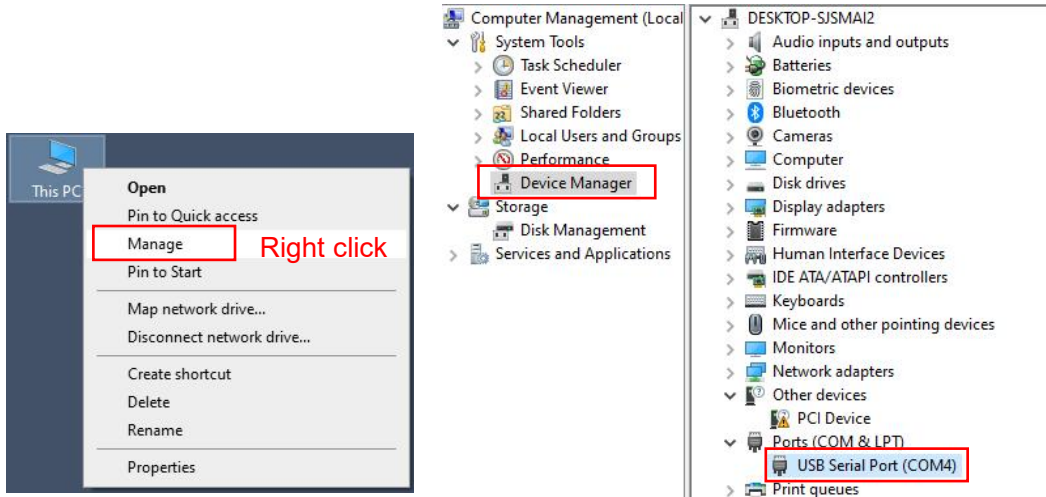 This PC
Open
Pin to Quick access
Manage
Right click
Pin to Start
Map network drive...
Disconnect network drive...
Create shortcut
Delete
Rename
Properties
Computer Management (Local
System Tools
Task Scheduler
Event Viewer
Shared Folders
Local Users and Groups
Performance
Device Manager
Storage
Disk Management
Services and Applications
DESKTOP-SJSMAI2
Audio inputs and outputs
Batteries
Biometric devices
Bluetooth
Cameras
Computer
Disk drives
Display adapters
Firmware
Human Interface Devices
IDE ATA/ATAPI controllers
Keyboards
Mice and other pointing devices
Monitors
Network adapters
Other devices
PCI Device
Ports (COM & LPT)
USB Serial Port (COM4)
Print queues